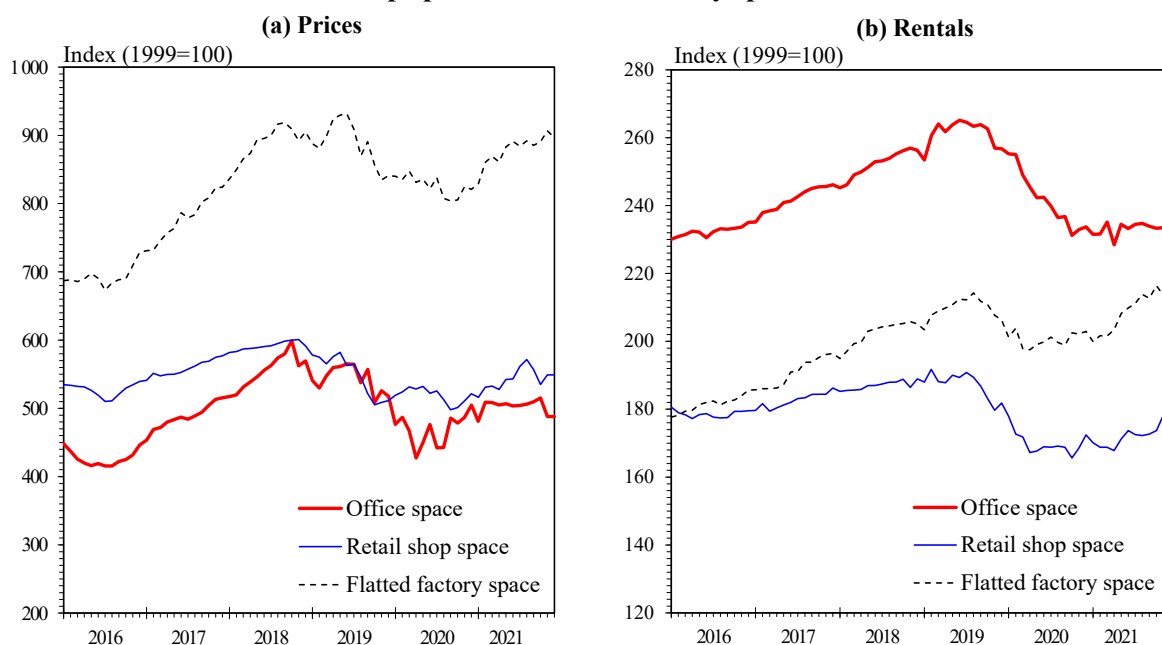 (a) Prices
Index (1999=100)
1 000
900
800
700
600
500
400
300
200
2016 2017 2018 2019 2020 2021
Office space
Retail shop space
Flatted factory space
(b) Rentals
Index (1999=100)
280
260
240
220
200
180
160
140
120
2016 2017 2018 2019 2020 2021
Office space
Retail shop space
Flatted factory space